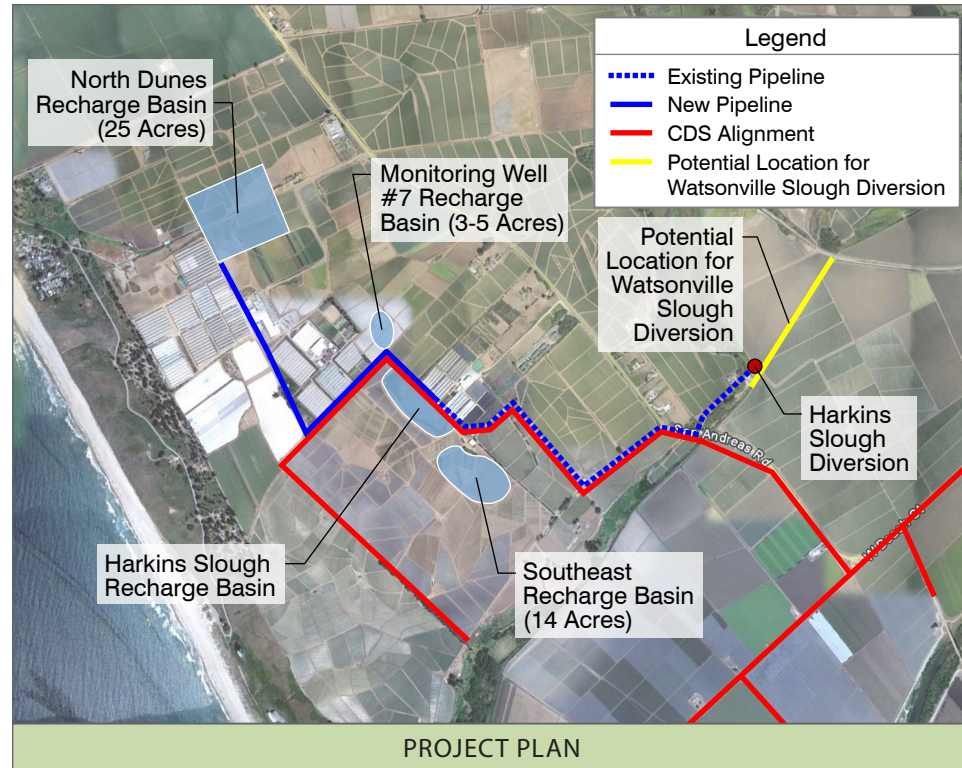 Legend
Existing Pipeline
New Pipeline
CDS Alignment
Potential Location for
Watsonville Slough Diversion
North Dunes
Recharge Basin
(25 Acres)
Monitoring Well
#7 Recharge
Basin (3-5 Acres)
Potential
Location for
Watsonville
Slough
Diversion
Harkins
Slough
Diversion
Andreas Rd
Harkins Slough
Recharge Basin
Southeast
Recharge Basin
(14 Acres)
PROJECT PLAN